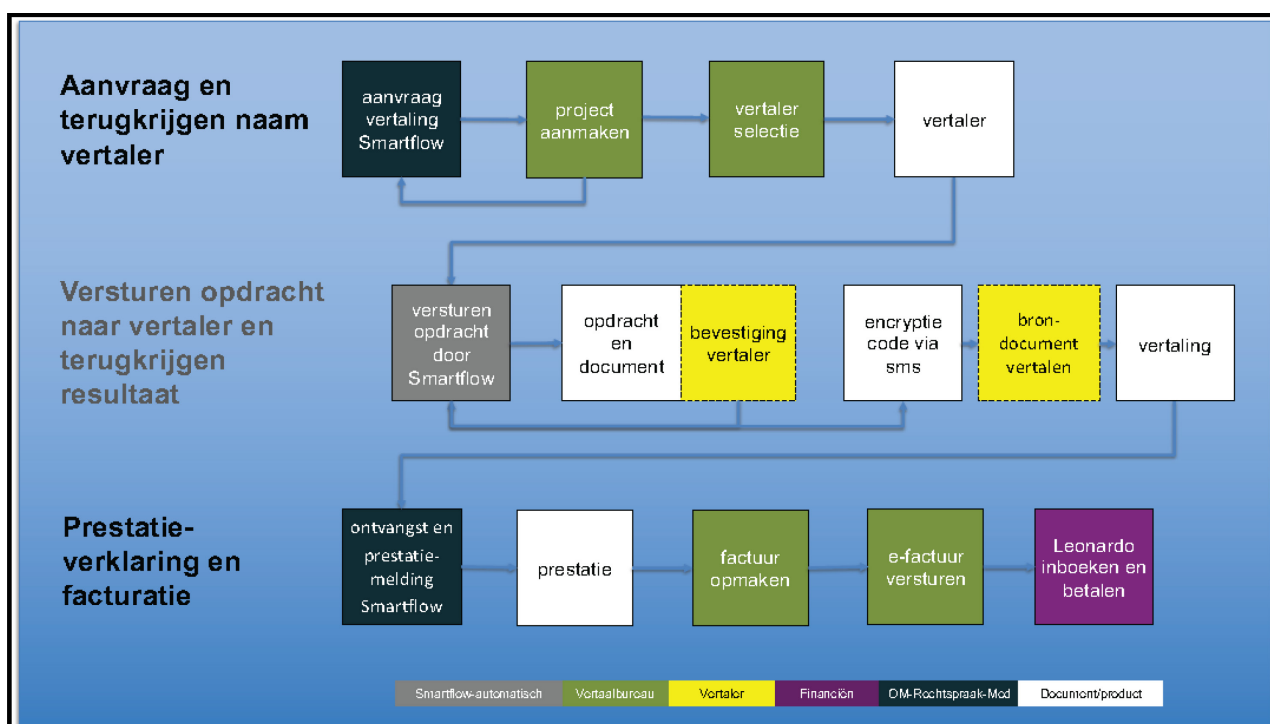 Aanvraag en
terugkrijgen naam
vertaler
aanvraag
vertaling
Smartflow
project
aanmaken
vertaler
selectie
vertaler
Versturen opdracht
naar vertaler en
terugkrijgen
resultaat
versturen
opdracht
door
Smartflow
opdracht
en
document
bevestiging
vertaler
encryptie
code via
sms
bron-
document
vertalen
vertaling
Prestatie-
verklaring en
facturatie
ontvangst en
prestatie-
melding
Smartflow
prestatie
factuur
opmaken
e-factuur
versturen
Leonardo
inboeken en
betalen
Smartflow-automatisch
Vertaalbureau
Vertaler
Financiën
OM-Rechtspraak-Mod
Document/product